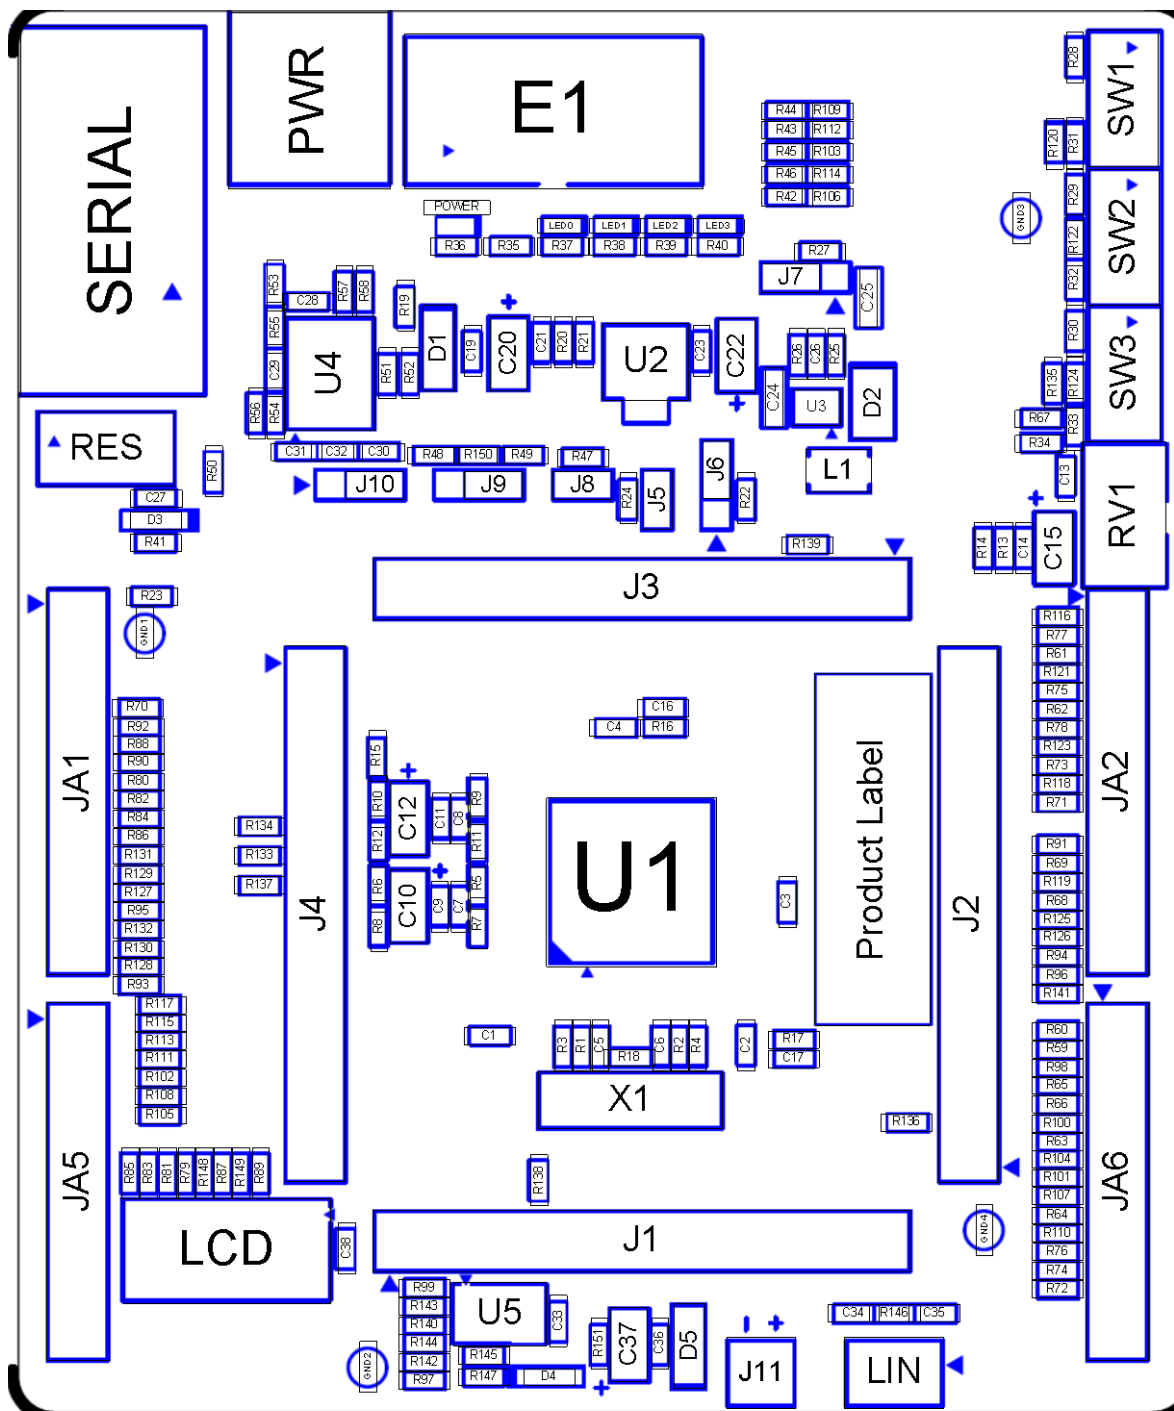 SERIAL
PWR
E1
R44 R109
R43 R112
R45 R103
R46 R114
R42 R106
R28
SW1
R120
R31
R29
SW2
GND3
R122
R32
POWER
LED0 LED1 LED2 LED3
R36 R35 R37 R38 R39 R40
R27
J7
C25
R53
C28
R57
R58
R19
R55
U4
D1
C19
C20
C21
R20
R21
U2
C23
C22
R26
C26
R25
R30
SW3
C29
R51
R52
C24
U3
D2
R135
R124
R56
R54
R67
R33
R34
RES
R50
C31 C32 C30
R48 R150 R49
R47
J6
L1
C13
J10
J9
J8
R24
J5
R22
RV1
C27
D3
R41
R139
R14
R13
C14
C15
R23
J3
GND1
R116
R77
R61
R121
R75
R62
R78
R123
R73
R118
R71
JA2
R70
R92
R88
R90
R80
R82
R84
R86
R131
R129
R127
R95
R132
R130
R128
R93
JA1
C16
C4 R16
R15
R10
C12
C11
C8
R9
R134
R12
R11
R133
R137
J4
R6
C10
C9
C7
R5
R8
R7
U1
C3
Product Label
J2
R91
R69
R119
R68
R125
R126
R94
R96
R141
R117
R115
R113
R111
R102
R108
R105
JA5
C1
R3
R1
C5
R18
C6
R2
R4
C2
R17
C17
X1
R136
R60
R59
R98
R65
R66
R100
R63
R104
R101
R107
R64
R110
R76
R74
R72
JA6
R85
R83
R81
R79
R148
R87
R149
R89
R138
LCD
C38
J1
GND4
R99
R143
R140
R144
R142
R97
U5
C33
R145
R147
D4
GND2
R151
C37
C36
D5
J11
C34 R146 C35
LIN